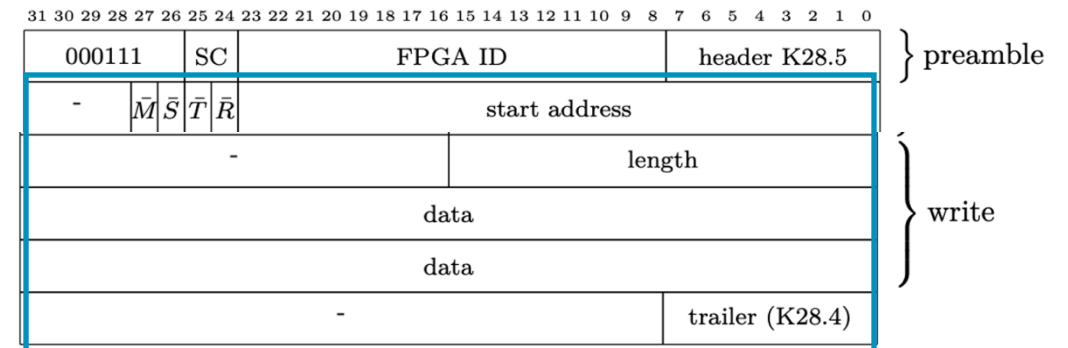 31 30 29 28 27 26 25 24 23 22 21 20 19 18 17 16 15 14 13 12 11 10 9 8 7 6 5 4 3 2 1 0
000111 SC FPGA ID header K28.5 preamble
- M̄ S̄ T̄ R̄ start address
- length
data write
data
- trailer (K28.4)